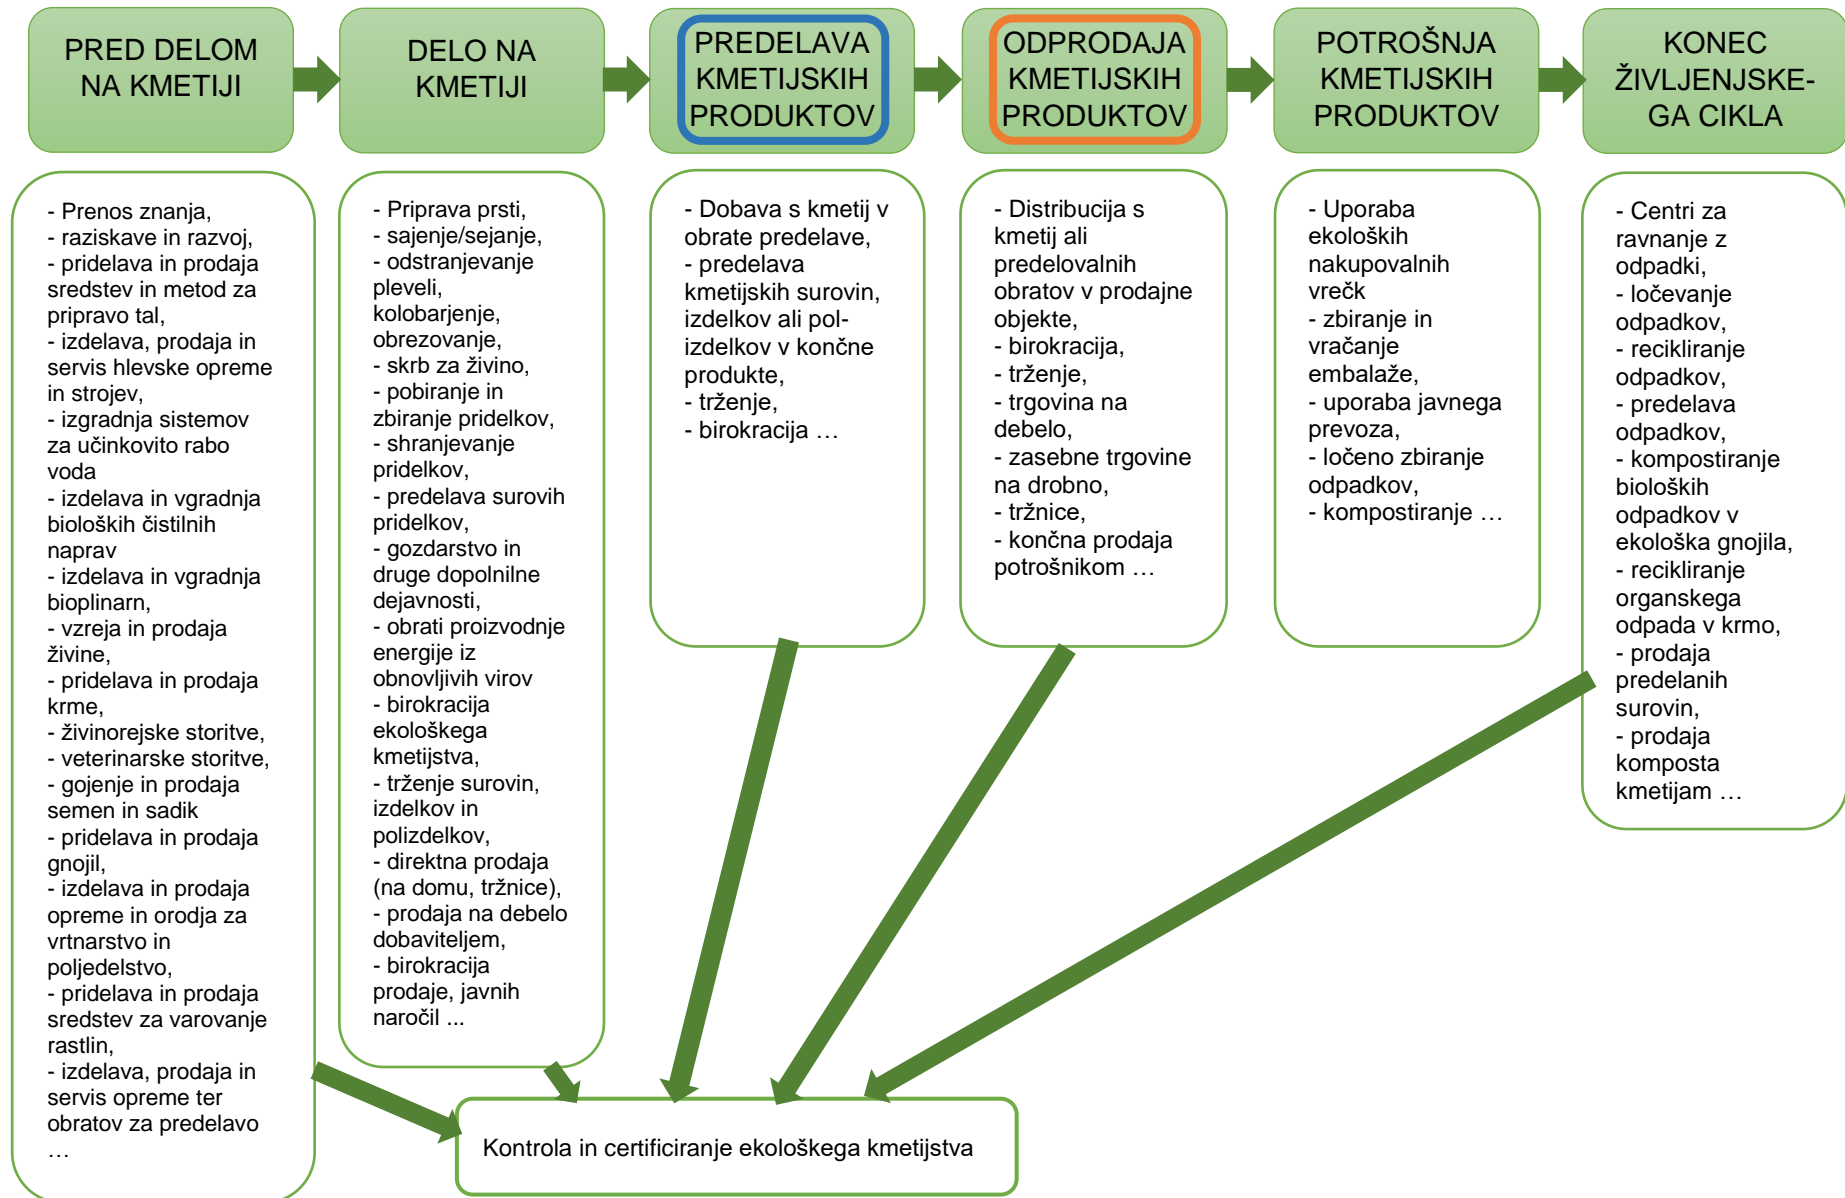 PRED DELOM
NA KMETIJI
DELO NA
KMETIJI
PREDELAVA
KMETIJSKIH
PRODUKTOV
ODPRODAJA
KMETIJSKIH
PRODUKTOV
POTROŠNJA
KMETIJSKIH
PRODUKTOV
KONEC
ŽIVLJENJSKE-
GA CIKLA
- Prenos znanja,
- raziskave in razvoj,
- pridelava in prodaja
sredstev in metod za
pripravo tal,
- izdelava, prodaja in
servis hlevske opreme
in strojev,
- izgradnja sistemov
za učinkovito rabo
voda
- izdelava in vgradnja
bioloških čistilnih
naprav
- izdelava in vgradnja
bioplinarn,
- vzreja in prodaja
živine,
- pridelava in prodaja
krme,
- živinorejske storitve,
- veterinarske storitve,
- gojenje in prodaja
semen in sadik
- pridelava in prodaja
gnojil,
- izdelava in prodaja
opreme in orodja za
vrtnarstvo in
poljedelstvo,
- pridelava in prodaja
sredstev za varovanje
rastlin,
- izdelava, prodaja in
servis opreme ter
obratov za predelavo
…
- Priprava prsti,
- sajenje/sejanje,
- odstranjevanje
pleveli,
kolobarjenje,
obrezovanje,
- skrb za živino,
- pobiranje in
zbiranje pridelkov,
- shranjevanje
pridelkov,
- predelava surovih
pridelkov,
- gozdarstvo in
druge dopolnilne
dejavnosti,
- obrati proizvodnje
energije iz
obnovljivih virov
- birokracija
ekološkega
kmetijstva,
- trženje surovin,
izdelkov in
polizdelkov,
- direktna prodaja
(na domu, tržnice),
- prodaja na debelo
dobaviteljem,
- birokracija
prodaje, javnih
naročil ...
- Dobava s kmetij v
obrate predelave,
- predelava
kmetijskih surovin,
izdelkov ali pol-
izdelkov v končne
produkte,
- trženje,
- birokracija …
- Distribucija s
kmetij ali
predelovalnih
obratov v prodajne
objekte,
- birokracija,
- trženje,
- trgovina na
debelo,
- zasebne trgovine
na drobno,
- tržnice,
- končna prodaja
potrošnikom …
- Uporaba
ekoloških
nakupovalnih
vrečk
- zbiranje in
vračanje
embalaže,
- uporaba javnega
prevoza,
- ločeno zbiranje
odpadkov,
- kompostiranje …
- Centri za
ravnanje z
odpadki,
- ločevanje
odpadkov,
- recikliranje
odpadkov,
- predelava
odpadkov,
- kompostiranje
bioloških
odpadkov v
ekološka gnojila,
- recikliranje
organskega
odpada v krmo,
- prodaja
predelanih
surovin,
- prodaja
komposta
kmetijam …
Kontrola in certificiranje ekološkega kmetijstva